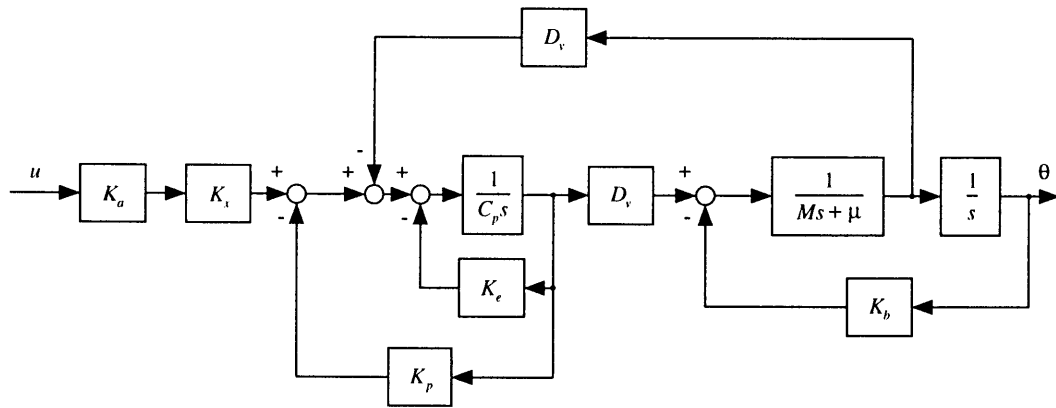 D_v
-
u
K_a
K_x
+
-
+
+
-
1
C_p s
D_v
+
-
1
Ms + μ
1
s
θ
K_e
K_b
K_p